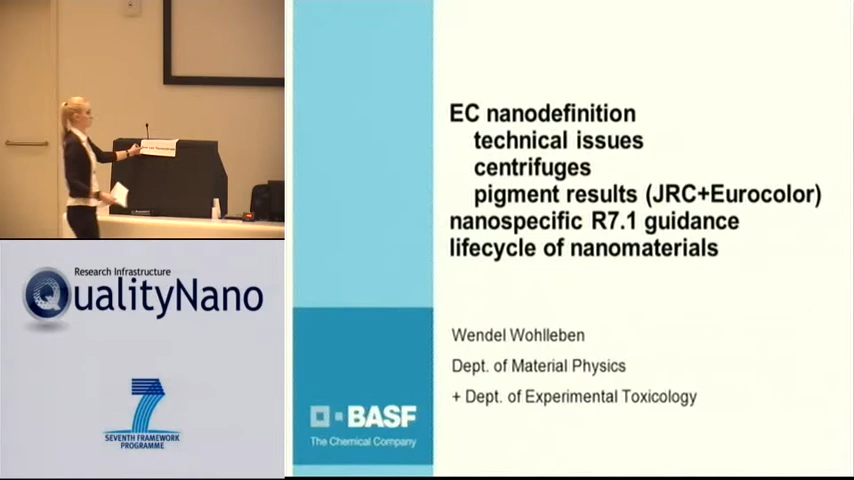 EC nanodefinition
technical issues
centrifuges
pigment results (JRC+Eurocolor)
nanospecific R7.1 guidance
lifecycle of nanomaterials
Wendel Wohlleben
Dept. of Material Physics
+ Dept. of Experimental Toxicology
BASF
The Chemical Company
Research Infrastructure
QualityNano
7
SEVENTH FRAMEWORK
PROGRAMME